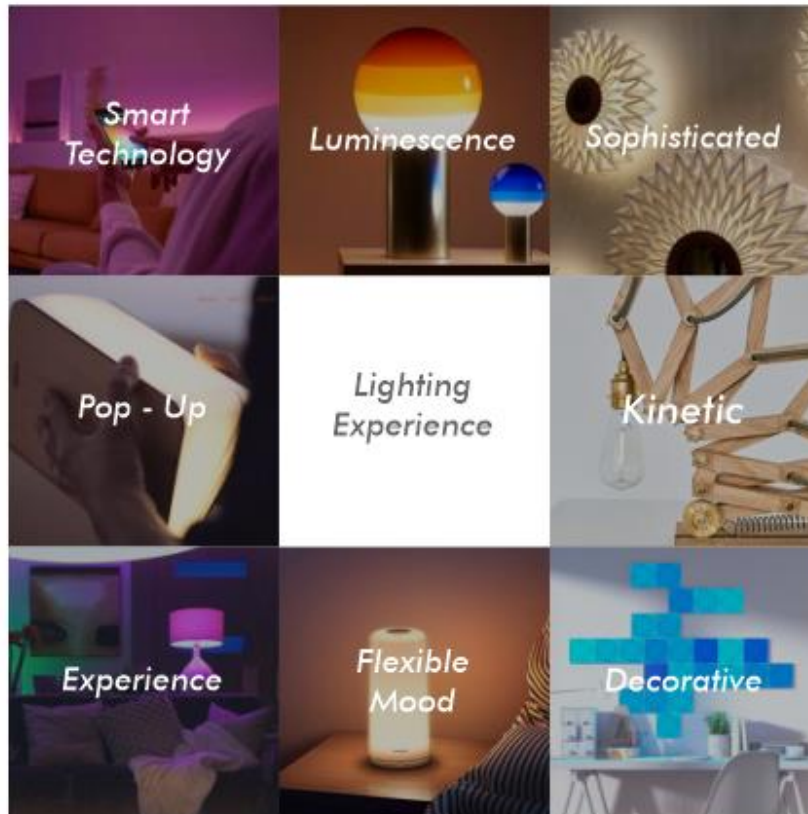 Smart
Technology
Luminescence
Sophisticated
Pop - Up
Lighting
Experience
Kinetic
Experience
Flexible
Mood
Decorative